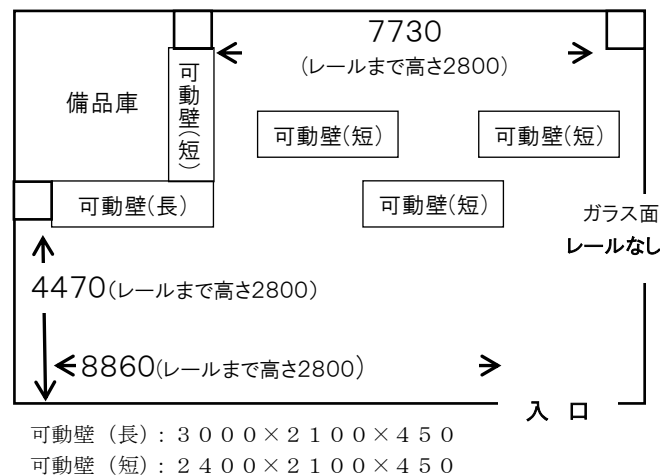 7730
(レールまで高さ2800)
備品庫
可動壁(短)
可動壁(短)
可動壁(短)
可動壁(長)
可動壁(短)
ガラス面
レールなし
4470(レールまで高さ2800)
8860(レールまで高さ2800)
入 口
可動壁（長）：３０００×２１００×４５０
可動壁（短）：２４００×２１００×４５０